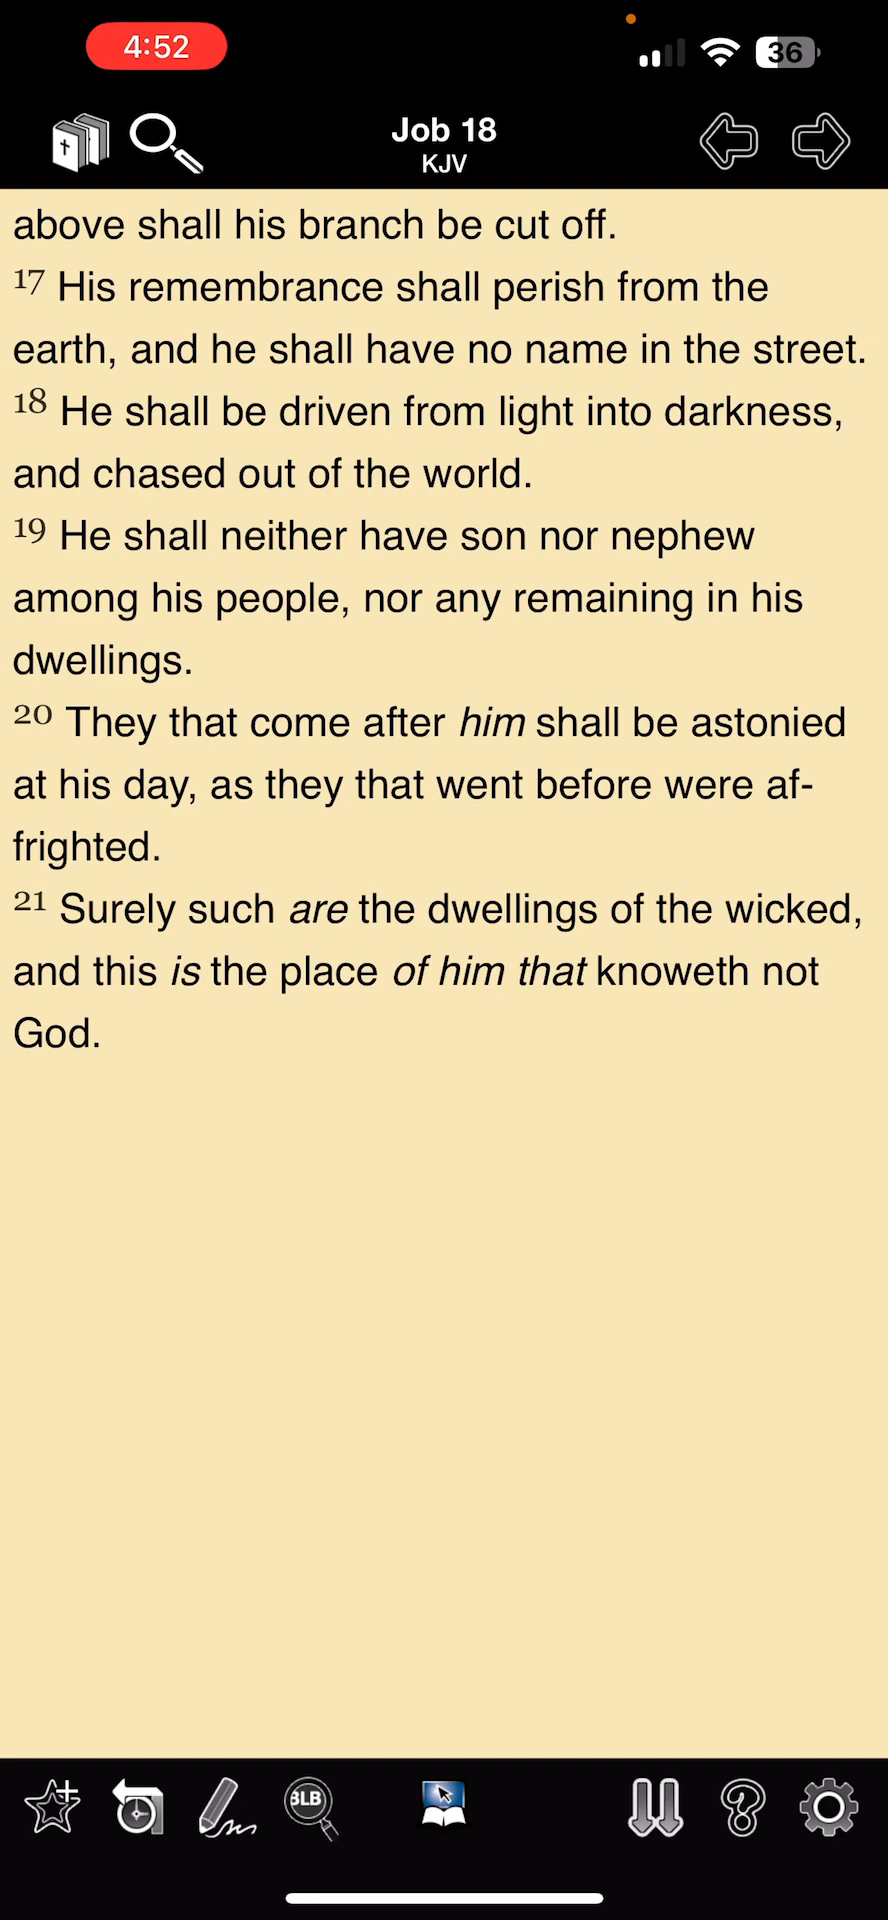 4:52
36
Job 18
KJV
above shall his branch be cut off.
17 His remembrance shall perish from the
earth, and he shall have no name in the street.
18 He shall be driven from light into darkness,
and chased out of the world.
19 He shall neither have son nor nephew
among his people, nor any remaining in his
dwellings.
20 They that come after him shall be astonied
at his day, as they that went before were af-
frighted.
21 Surely such are the dwellings of the wicked,
and this is the place of him that knoweth not
God.
BLB